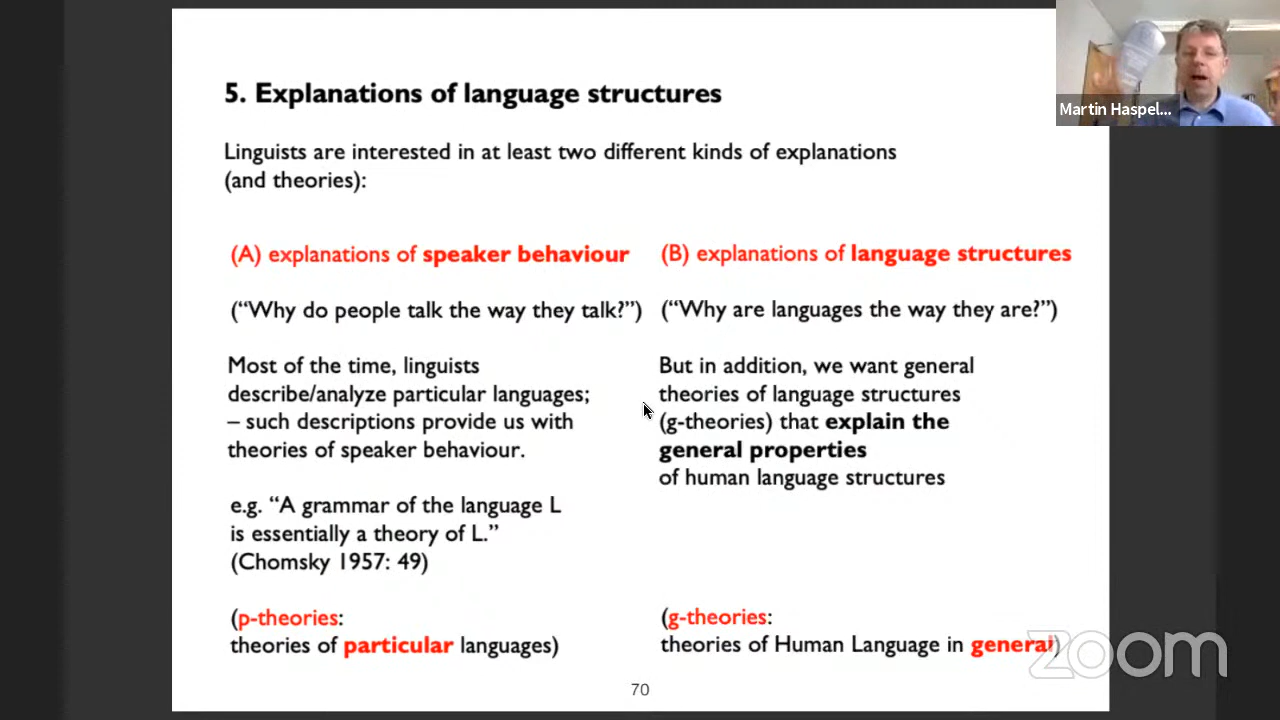 5. Explanations of language structures
Linguists are interested in at least two different kinds of explanations
(and theories):
(A) explanations of speaker behaviour
(“Why do people talk the way they talk?”)
Most of the time, linguists
describe/analyze particular languages;
– such descriptions provide us with
theories of speaker behaviour.
e.g. “A grammar of the language L
is essentially a theory of L.”
(Chomsky 1957: 49)
(p-theories:
theories of particular languages)
(B) explanations of language structures
(“Why are languages the way they are?”)
But in addition, we want general
theories of language structures
(g-theories) that explain the
general properties
of human language structures
(g-theories:
theories of Human Language in general)
70
Martin Haspel...
zoom